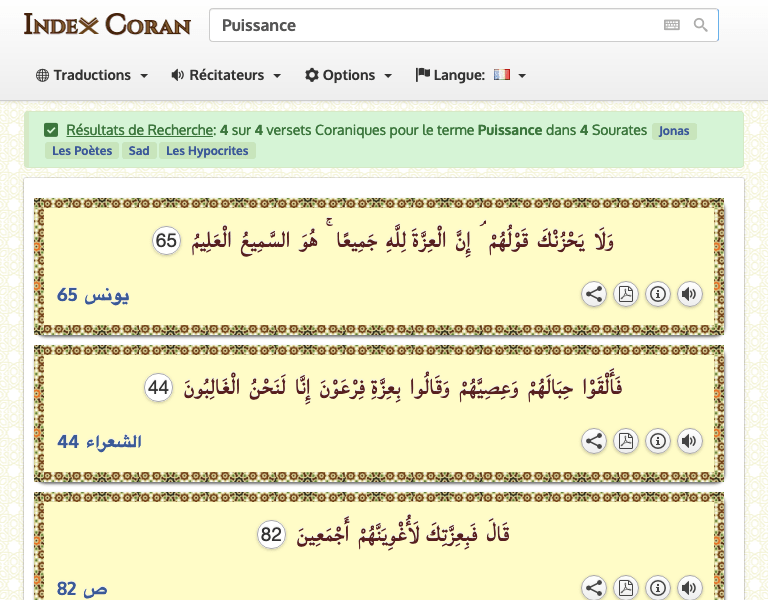 Index Coran
Puissance
Traductions
Récitateurs
Options
Langue:
Résultats de Recherche: 4 sur 4 versets Coraniques pour le terme Puissance dans 4 Sourates Jonas
Les Poètes Sad Les Hypocrites
وَلَا يَحْزُنْكَ قَوْلُهُمْ ۘ إِنَّ الْعِزَّةَ لِلَّهِ جَمِيعًا ۚ هُوَ السَّمِيعُ الْعَلِيمُ 65
يونس 65
فَأَلْقَوْا حِبَالَهُمْ وَعِصِيَّهُمْ وَقَالُوا بِعِزَّةِ فِرْعَوْنَ إِنَّا لَنَحْنُ الْغَالِبُونَ 44
الشعراء 44
قَالَ فَبِعِزَّتِكَ لَأُغْوِيَنَّهُمْ أَجْمَعِينَ 82
ص 82